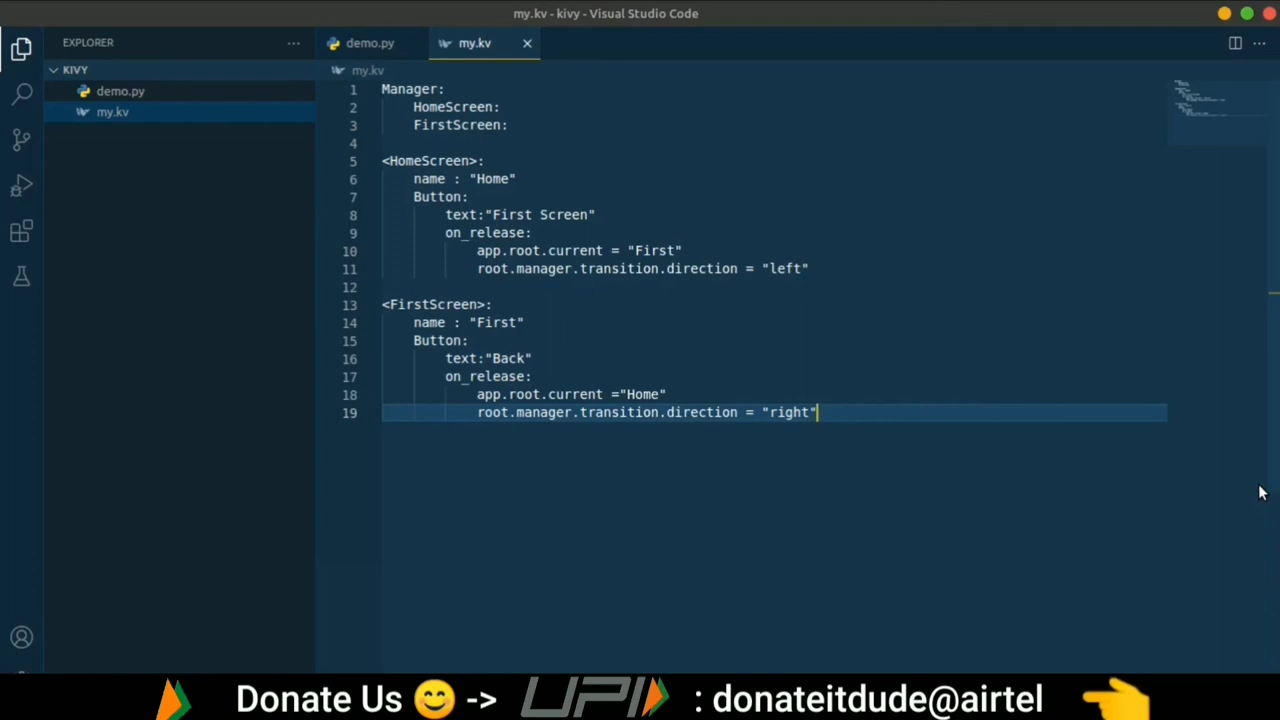 my.kv - kivy - Visual Studio Code
EXPLORER
demo.py
my.kv
KIVY
my.kv
demo.py
my.kv
1 Manager:
2 HomeScreen:
3 FirstScreen:
4
5 <HomeScreen>:
6 name : "Home"
7 Button:
8 text:"First Screen"
9 on_release:
10 app.root.current = "First"
11 root.manager.transition.direction = "left"
12
13 <FirstScreen>:
14 name : "First"
15 Button:
16 text:"Back"
17 on_release:
18 app.root.current ="Home"
19 root.manager.transition.direction = "right"
Donate Us 😊 -> UPI : donateitdude@airtel